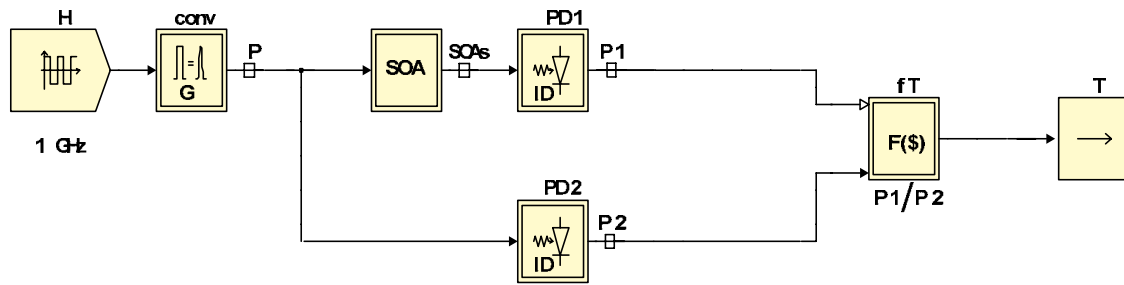 H
conv
P
SOA
SOAs
PD1
P1
fT
T
G
ID
1 GHz
F($)
PD2
P2
P1/P2
ID